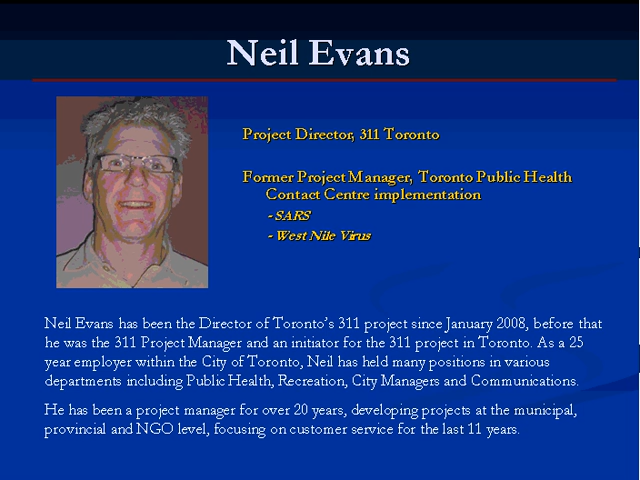 Neil Evans
Project Director, 311 Toronto
Former Project Manager, Toronto Public Health
Contact Centre implementation
- SARS
- West Nile Virus
Neil Evans has been the Director of Toronto’s 311 project since January 2008, before that
he was the 311 Project Manager and an initiator for the 311 project in Toronto. As a 25
year employer within the City of Toronto, Neil has held many positions in various
departments including Public Health, Recreation, City Managers and Communications.
He has been a project manager for over 20 years, developing projects at the municipal,
provincial and NGO level, focusing on customer service for the last 11 years.